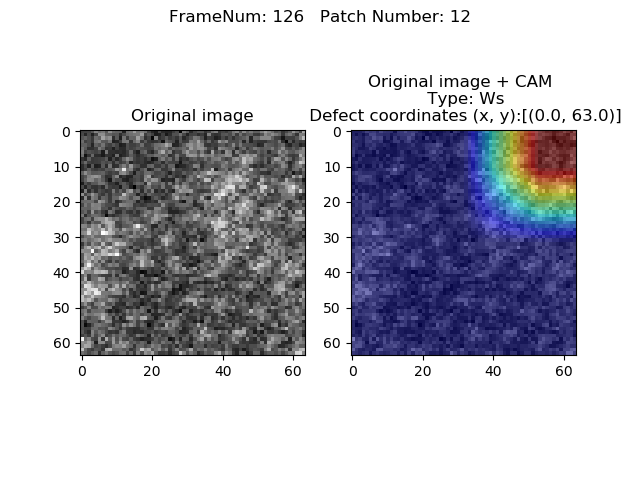 FrameNum: 126   Patch Number: 12
Original image
0
10
20
30
40
50
60
0 20 40 60
Original image + CAM
Type: Ws
Defect coordinates (x, y):[(0.0, 63.0)]
0
10
20
30
40
50
60
0 20 40 60